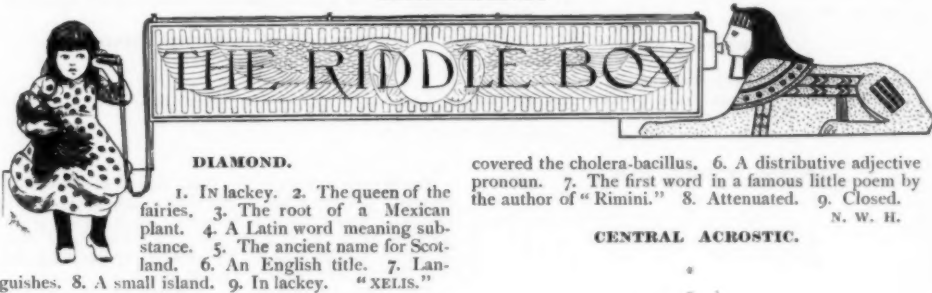 THE RIDDLE BOX
DIAMOND.
1. IN lackey. 2. The queen of the
fairies. 3. The root of a Mexican
plant. 4. A Latin word meaning sub-
stance. 5. The ancient name for Scot-
land. 6. An English title. 7. Lan-
guishes. 8. A small island. 9. In lackey. "XELIS."
covered the cholera-bacillus. 6. A distributive adjective
pronoun. 7. The first word in a famous little poem by
the author of "Rimini." 8. Attenuated. 9. Closed.
N. W. H.
CENTRAL ACROSTIC.
*